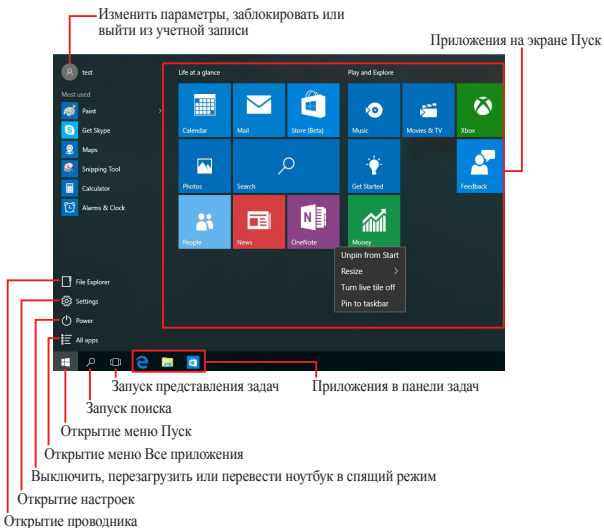 Изменить параметры, заблокировать или
выйти из учетной записи
Приложения на экране Пуск
test
Life at a glance
Play and Explore
Most used
Paint
Get Skype
Maps
Snipping Tool
Calculator
Alarms & Clock
Calendar
Mail
Store (Beta)
Music
Movies & TV
Xbox
Photos
Search
Get Started
Feedback
People
News
OneNote
Money
Unpin from Start
Resize
Turn live tile off
Pin to taskbar
File Explorer
Settings
Power
All apps
Запуск представления задач
Приложения в панели задач
Запуск поиска
Открытие меню Пуск
Открытие меню Все приложения
Выключить, перезагрузить или перевести ноутбук в спящий режим
Открытие настроек
Открытие проводника